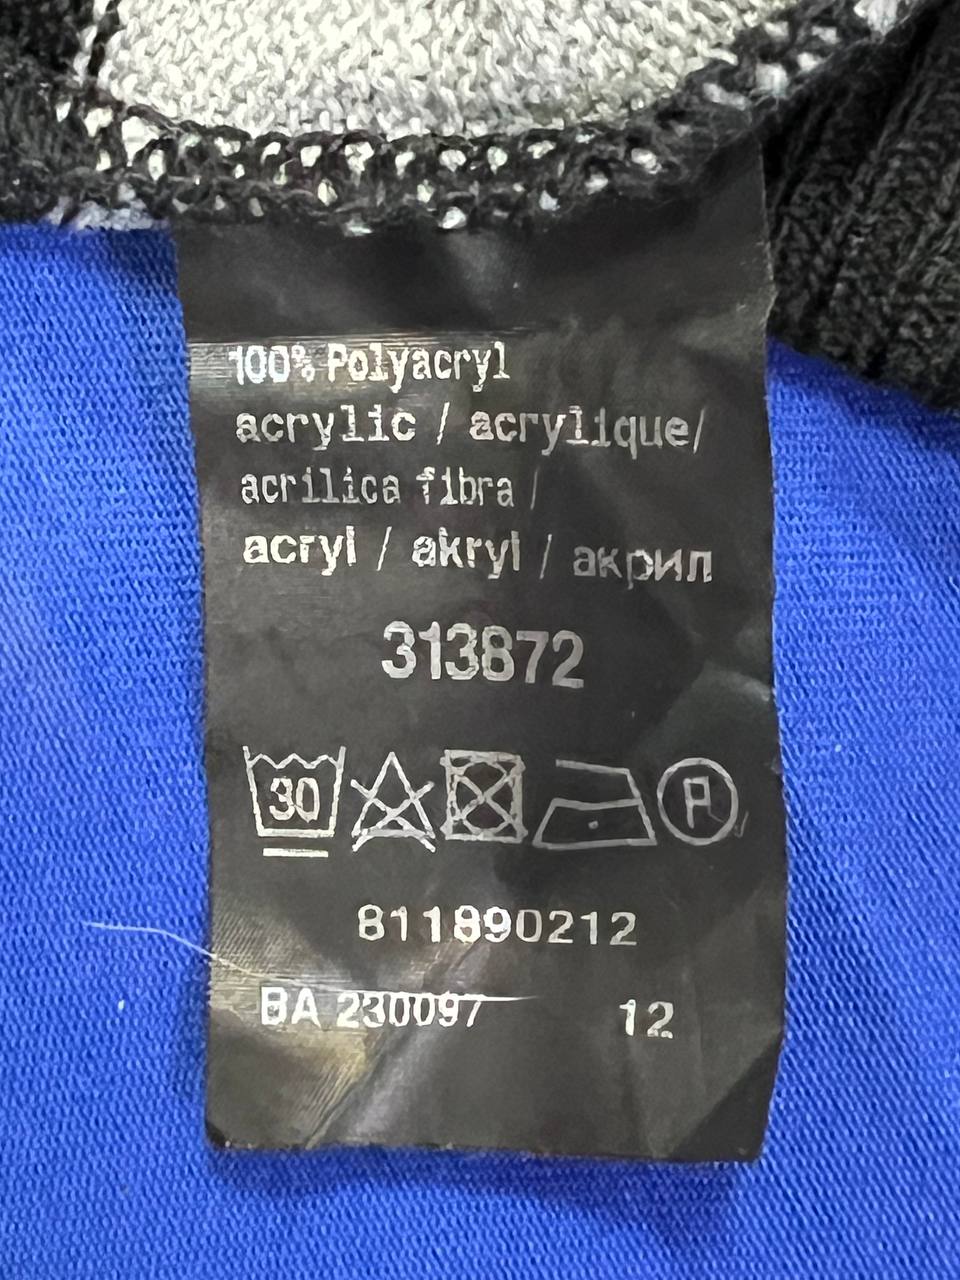 100% Polyacryl
acrylic / acrylique/
acrilica fibra /
acryl / akryl / акрил
313872
30
P
811890212
BA 230097 12